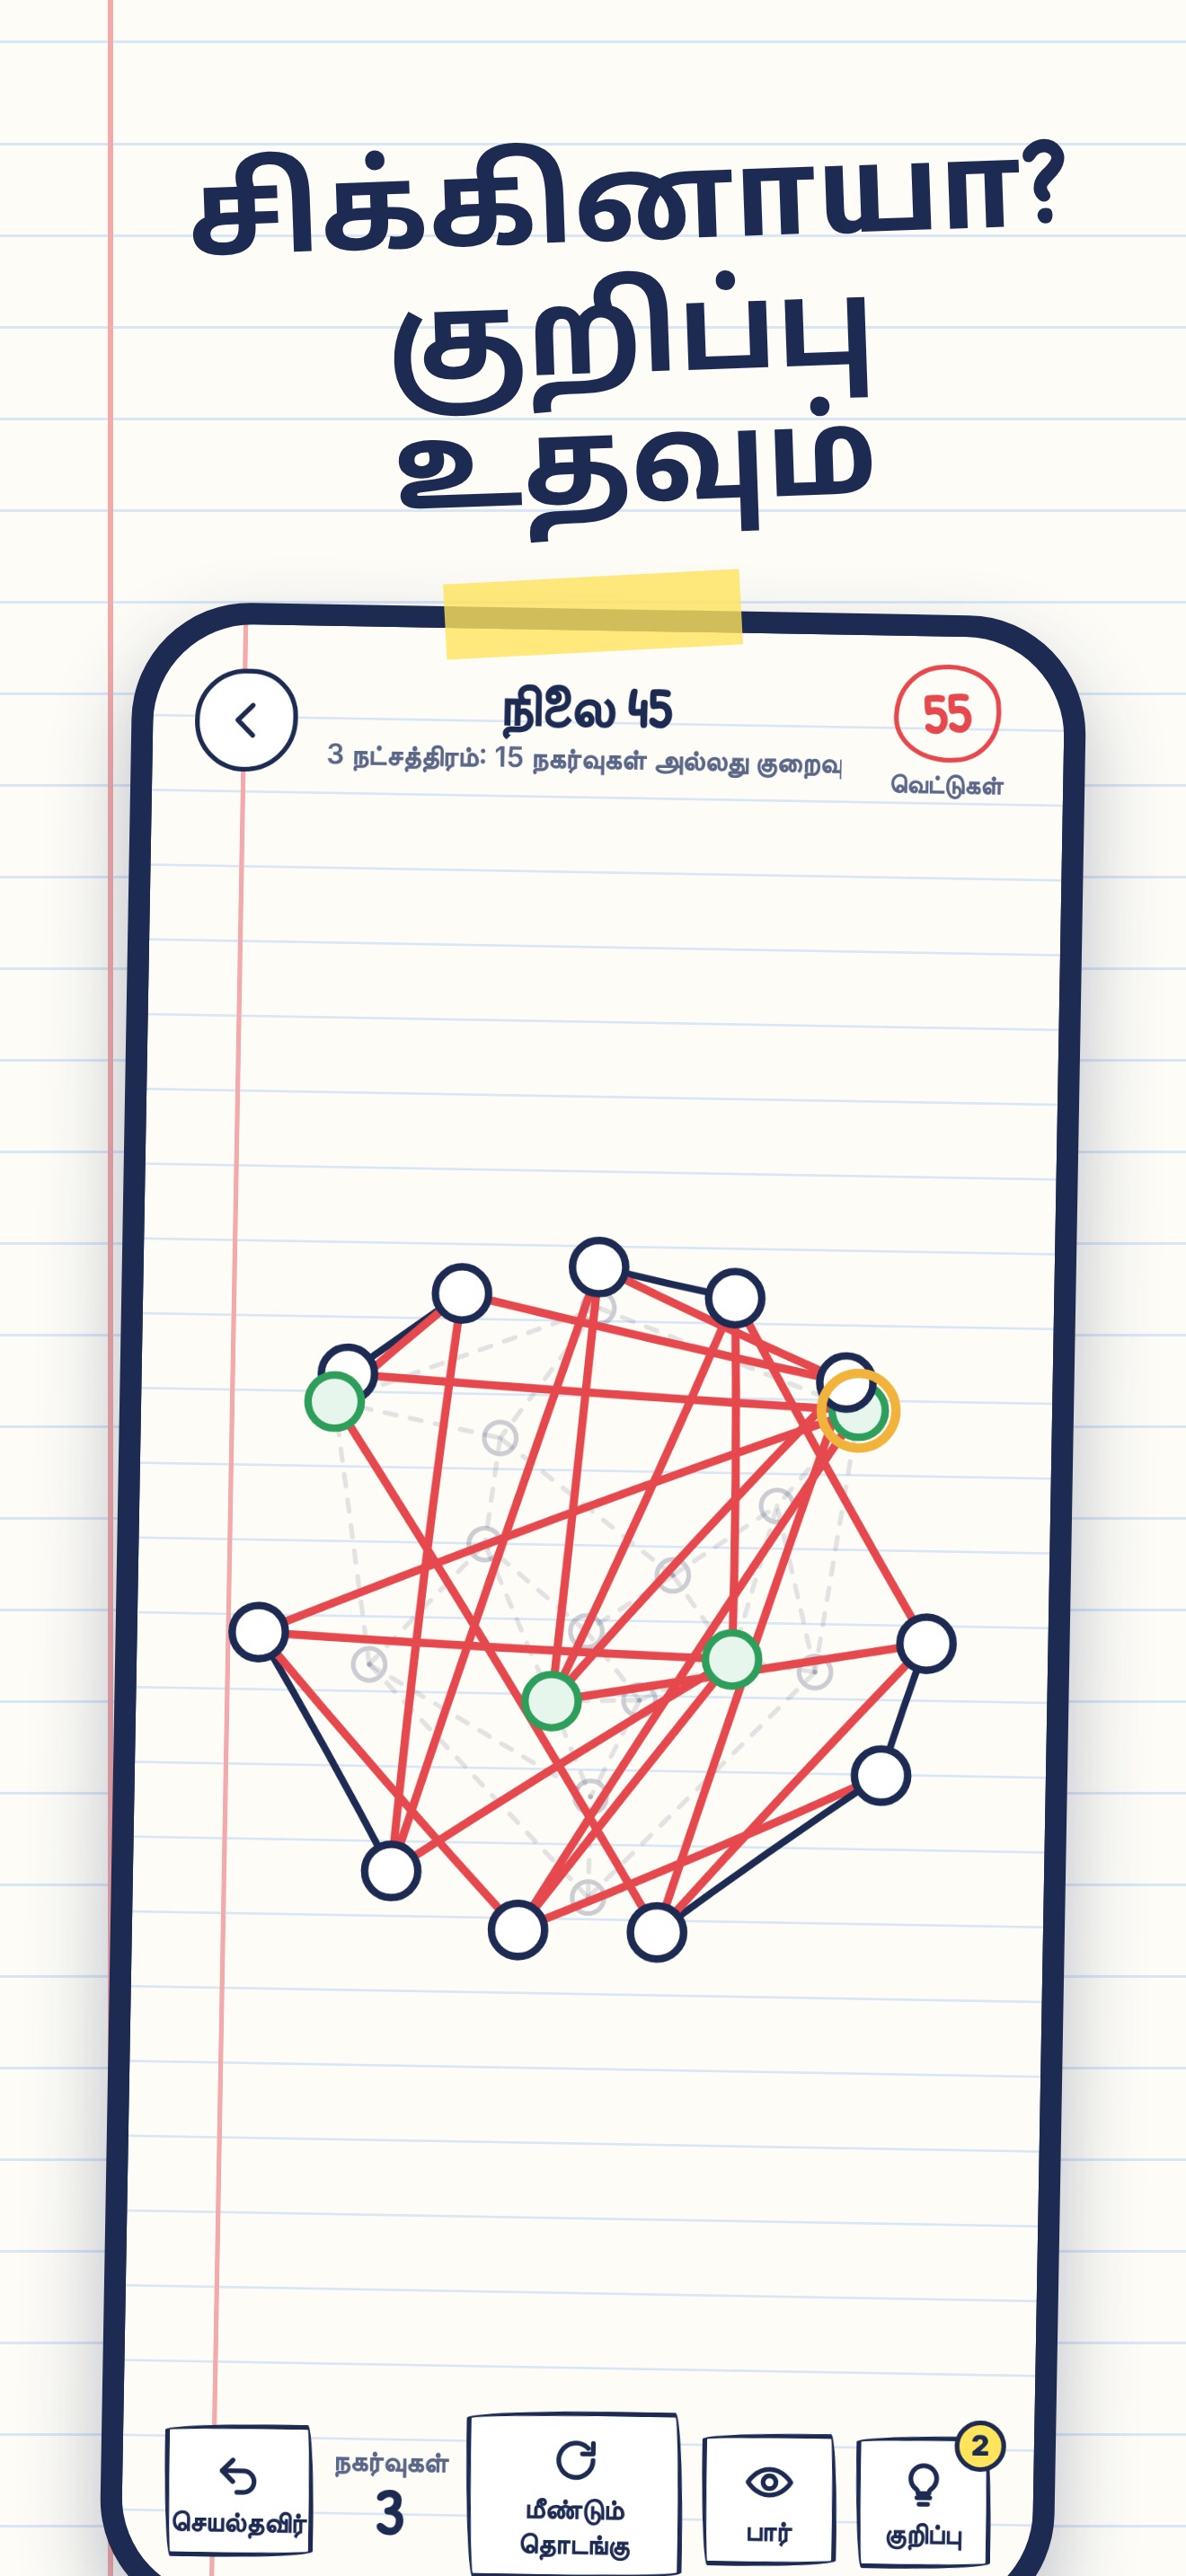 சிக்கினாயா?
குறிப்பு
உதவும்
நிலை 45
3 நட்சத்திரம்: 15 நகர்வுகள் அல்லது குறைவு
55
வெட்டுகள்
செயல்தவிர்
நகர்வுகள்
3
மீண்டும்
தொடங்கு
பார்
குறிப்பு
2